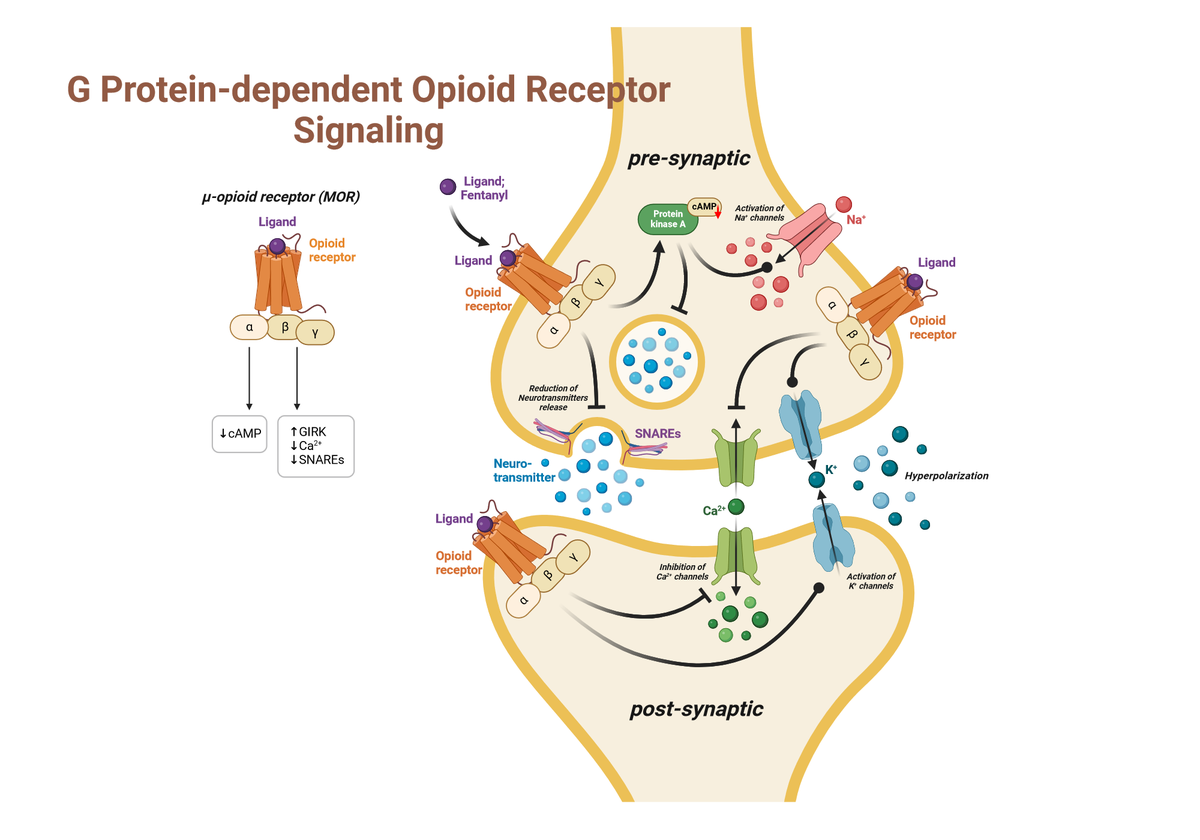 G Protein-dependent Opioid Receptor
Signaling
μ-opioid receptor (MOR)
Ligand
Opioid
receptor
α
β
γ
↓cAMP
↑GIRK
↓Ca²⁺
↓SNAREs
Ligand;
Fentanyl
pre-synaptic
Protein
kinase A
cAMP
Activation of
Na⁺ channels
Na⁺
Ligand
Opioid
receptor
α
β
γ
Ligand
Opioid
receptor
α
β
γ
Reduction of
Neurotransmitters
release
SNAREs
Neuro-
transmitter
K⁺
Hyperpolarization
Ca²⁺
Ligand
Opioid
receptor
α
β
γ
Inhibition of
Ca²⁺ channels
Activation of
K⁺ channels
post-synaptic